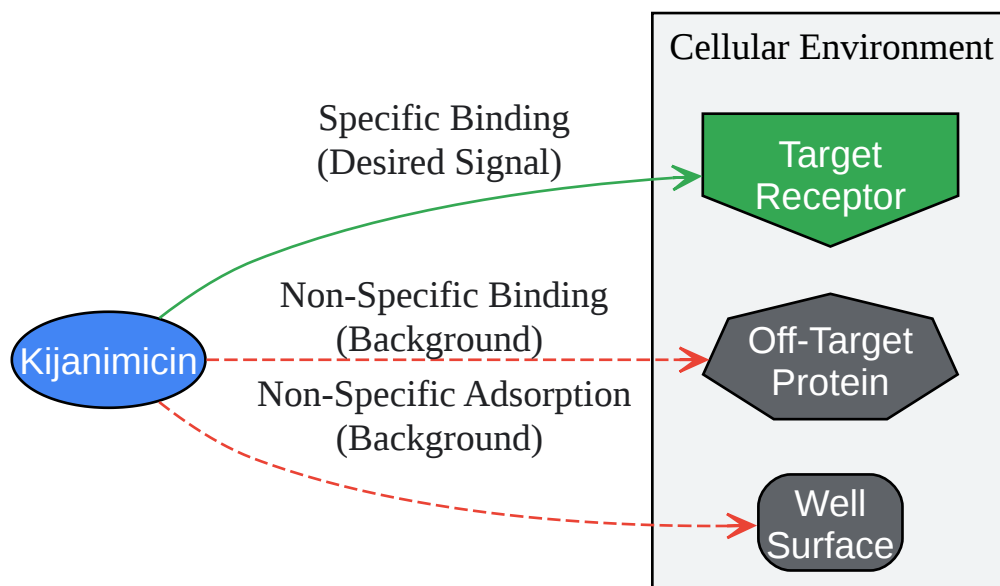 Cellular Environment
Specific Binding
(Desired Signal)
Target
Receptor
Non-Specific Binding
(Background)
Kijanimicin
Off-Target
Protein
Non-Specific Adsorption
(Background)
Well
Surface